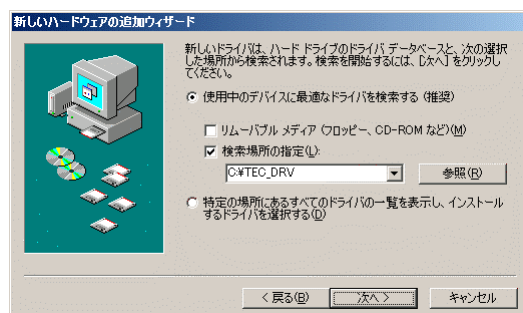 新しいハードウェアの追加ウィザード
新しいドライバは、ハード ドライブのドライバ データベースと、次の選択
した場所から検索されます。検索を開始するには、[次へ] をクリックし
てください。
使用中のデバイスに最適なドライバを検索する (推奨)
リムーバブル メディア (フロッピー、CD-ROM など)(M)
検索場所の指定(L):
C:¥TEC_DRV
参照(R)
特定の場所にあるすべてのドライバの一覧を表示し、インストール
するドライバを選択する(D)
< 戻る(B)
次へ >
キャンセル